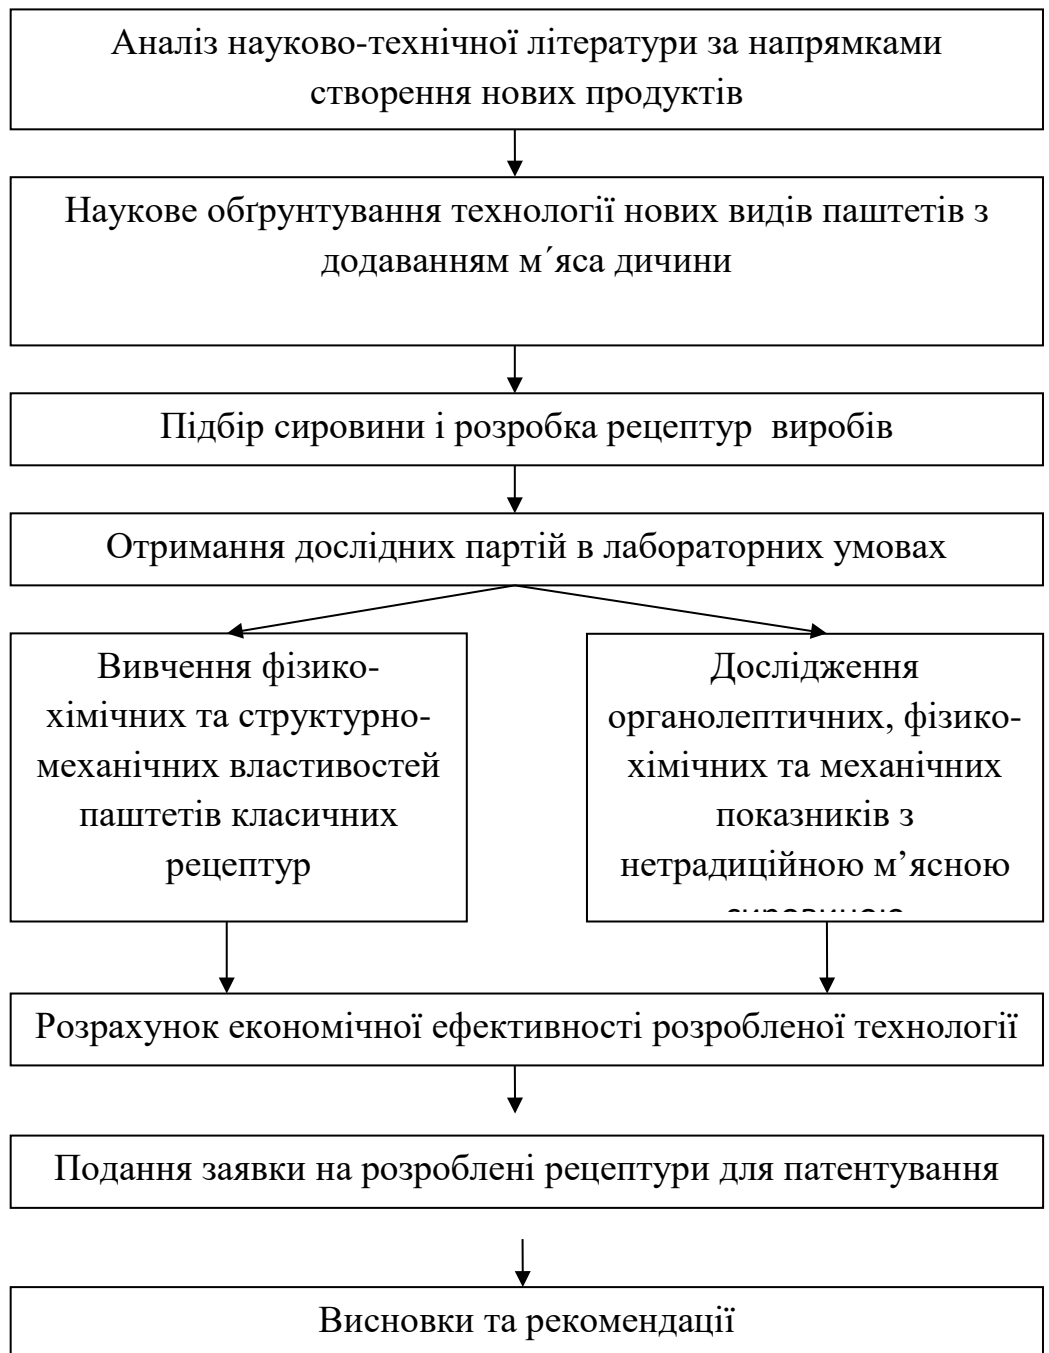 Аналіз науково-технічної літератури за напрямками
створення нових продуктів
Наукове обґрунтування технології нових видів паштетів з
додаванням м´яса дичини
Підбір сировини і розробка рецептур виробів
Отримання дослідних партій в лабораторних умовах
Вивчення фізико-
хімічних та структурно-
механічних властивостей
паштетів класичних
рецептур
Дослідження
органолептичних, фізико-
хімічних та механічних
показників з
нетрадиційною м’ясною
Розрахунок економічної ефективності розробленої технології
Подання заявки на розроблені рецептури для патентування
Висновки та рекомендації